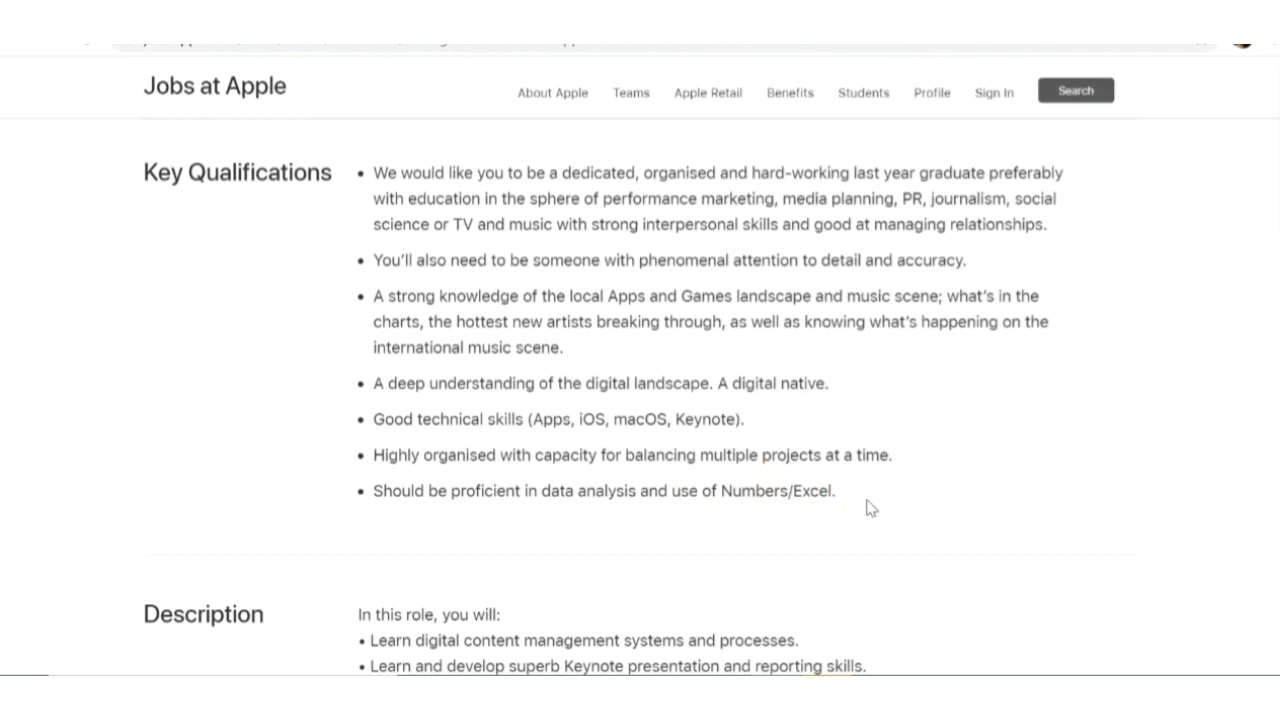 Jobs at Apple
About Apple Teams Apple Retail Benefits Students Profile Sign In Search
Key Qualifications
• We would like you to be a dedicated, organised and hard-working last year graduate preferably
with education in the sphere of performance marketing, media planning, PR, journalism, social
science or TV and music with strong interpersonal skills and good at managing relationships.
• You'll also need to be someone with phenomenal attention to detail and accuracy.
• A strong knowledge of the local Apps and Games landscape and music scene; what's in the
charts, the hottest new artists breaking through, as well as knowing what's happening on the
international music scene.
• A deep understanding of the digital landscape. A digital native.
• Good technical skills (Apps, iOS, macOS, Keynote).
• Highly organised with capacity for balancing multiple projects at a time.
• Should be proficient in data analysis and use of Numbers/Excel.
Description
In this role, you will:
• Learn digital content management systems and processes.
• Learn and develop superb Keynote presentation and reporting skills.